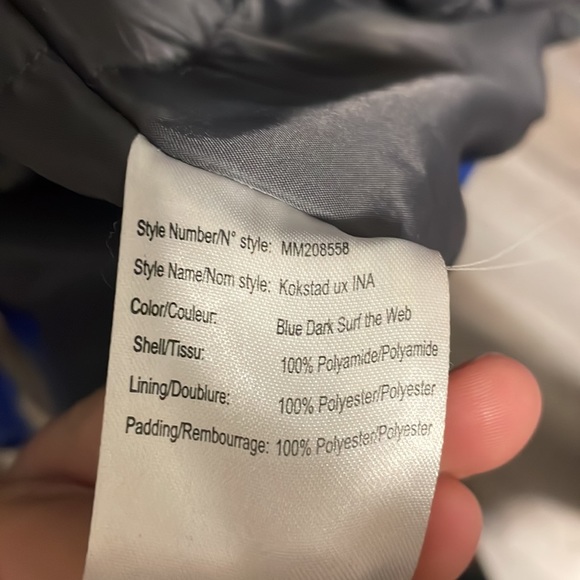 Style Number/N° style: MM208558
Style Name/Nom style: Kokstad ux INA
Color/Couleur: Blue Dark Surf the Web
Shell/Tissu: 100% Polyamide/Polyamide
Lining/Doublure: 100% Polyester/Polyester
Padding/Rembourrage: 100% Polyester/Polyester